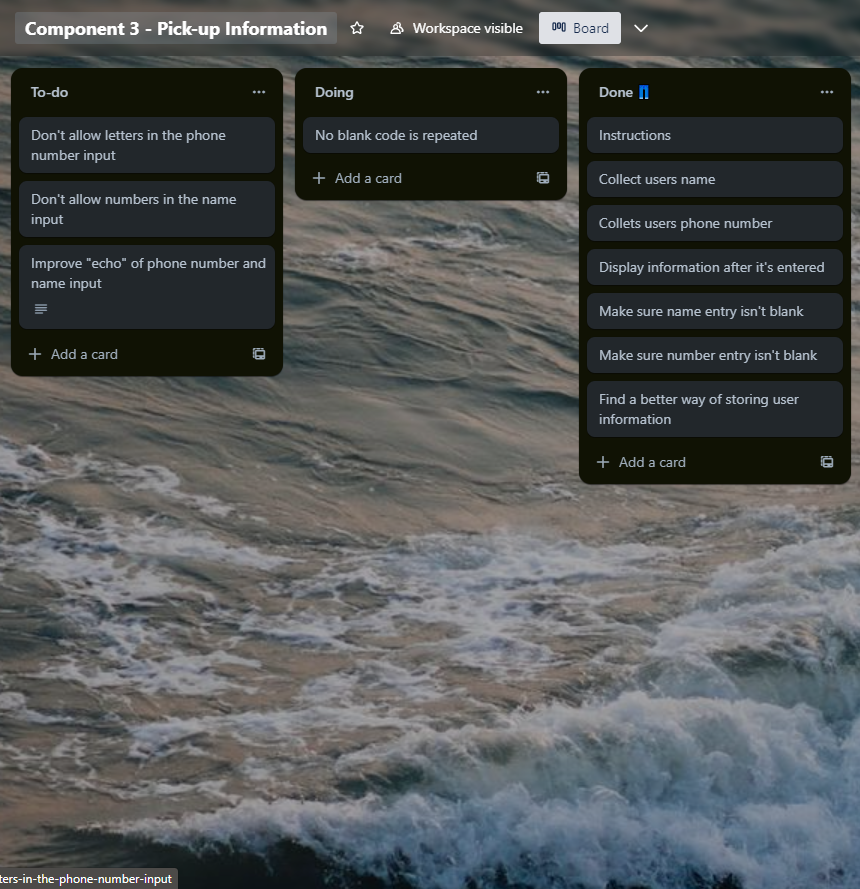 Component 3 - Pick-up Information
Workspace visible
Board
To-do
Don't allow letters in the phone
number input
Don't allow numbers in the name
input
Improve "echo" of phone number and
name input
Add a card
Doing
No blank code is repeated
Add a card
Done
Instructions
Collect users name
Collets users phone number
Display information after it's entered
Make sure name entry isn't blank
Make sure number entry isn't blank
Find a better way of storing user
information
Add a card
ters-in-the-phone-number-input